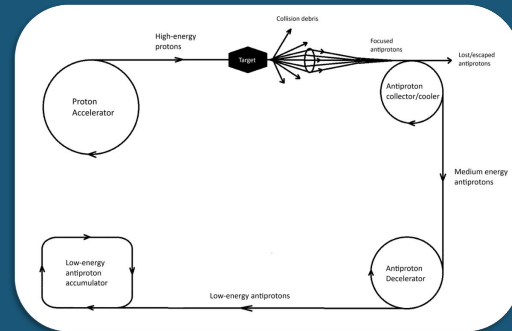 Collision debris
High-energy
protons
Focused
antiprotons
Target
Lost/escaped
antiprotons
Proton
Accelerator
Antiproton
collector/cooler
Medium energy
antiprotons
Low-energy
antiproton
accumulator
Antiproton
Decelerator
Low-energy antiprotons